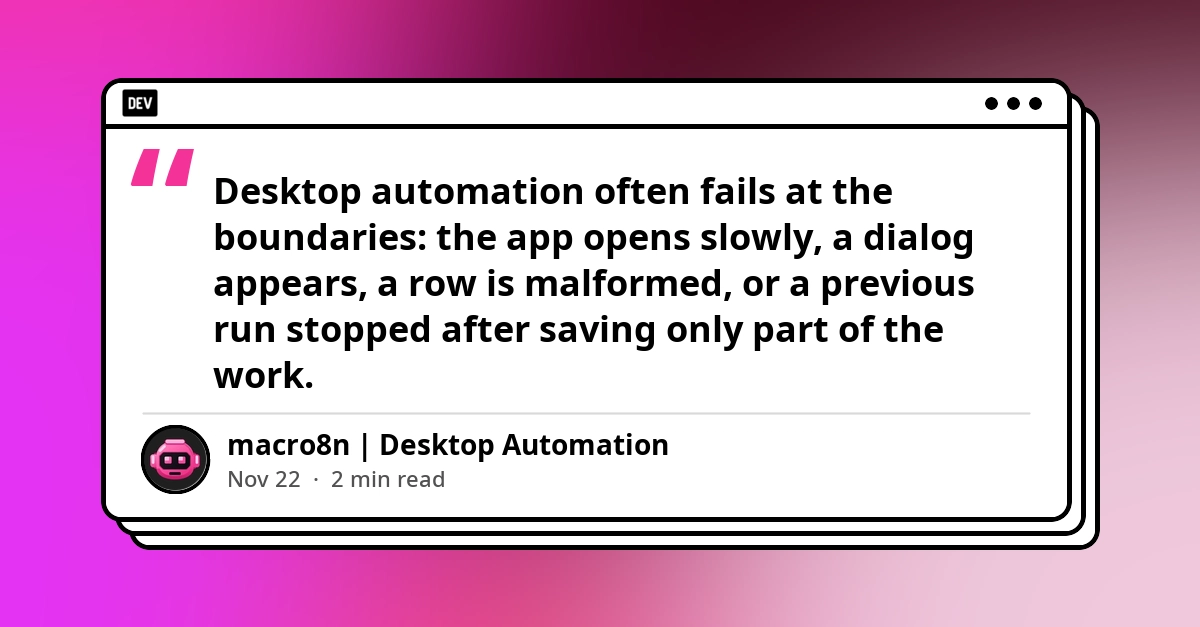 DEV
“
Desktop automation often fails at the
boundaries: the app opens slowly, a dialog
appears, a row is malformed, or a previous
run stopped after saving only part of the
work.
macro8n | Desktop Automation
Nov 22 · 2 min read